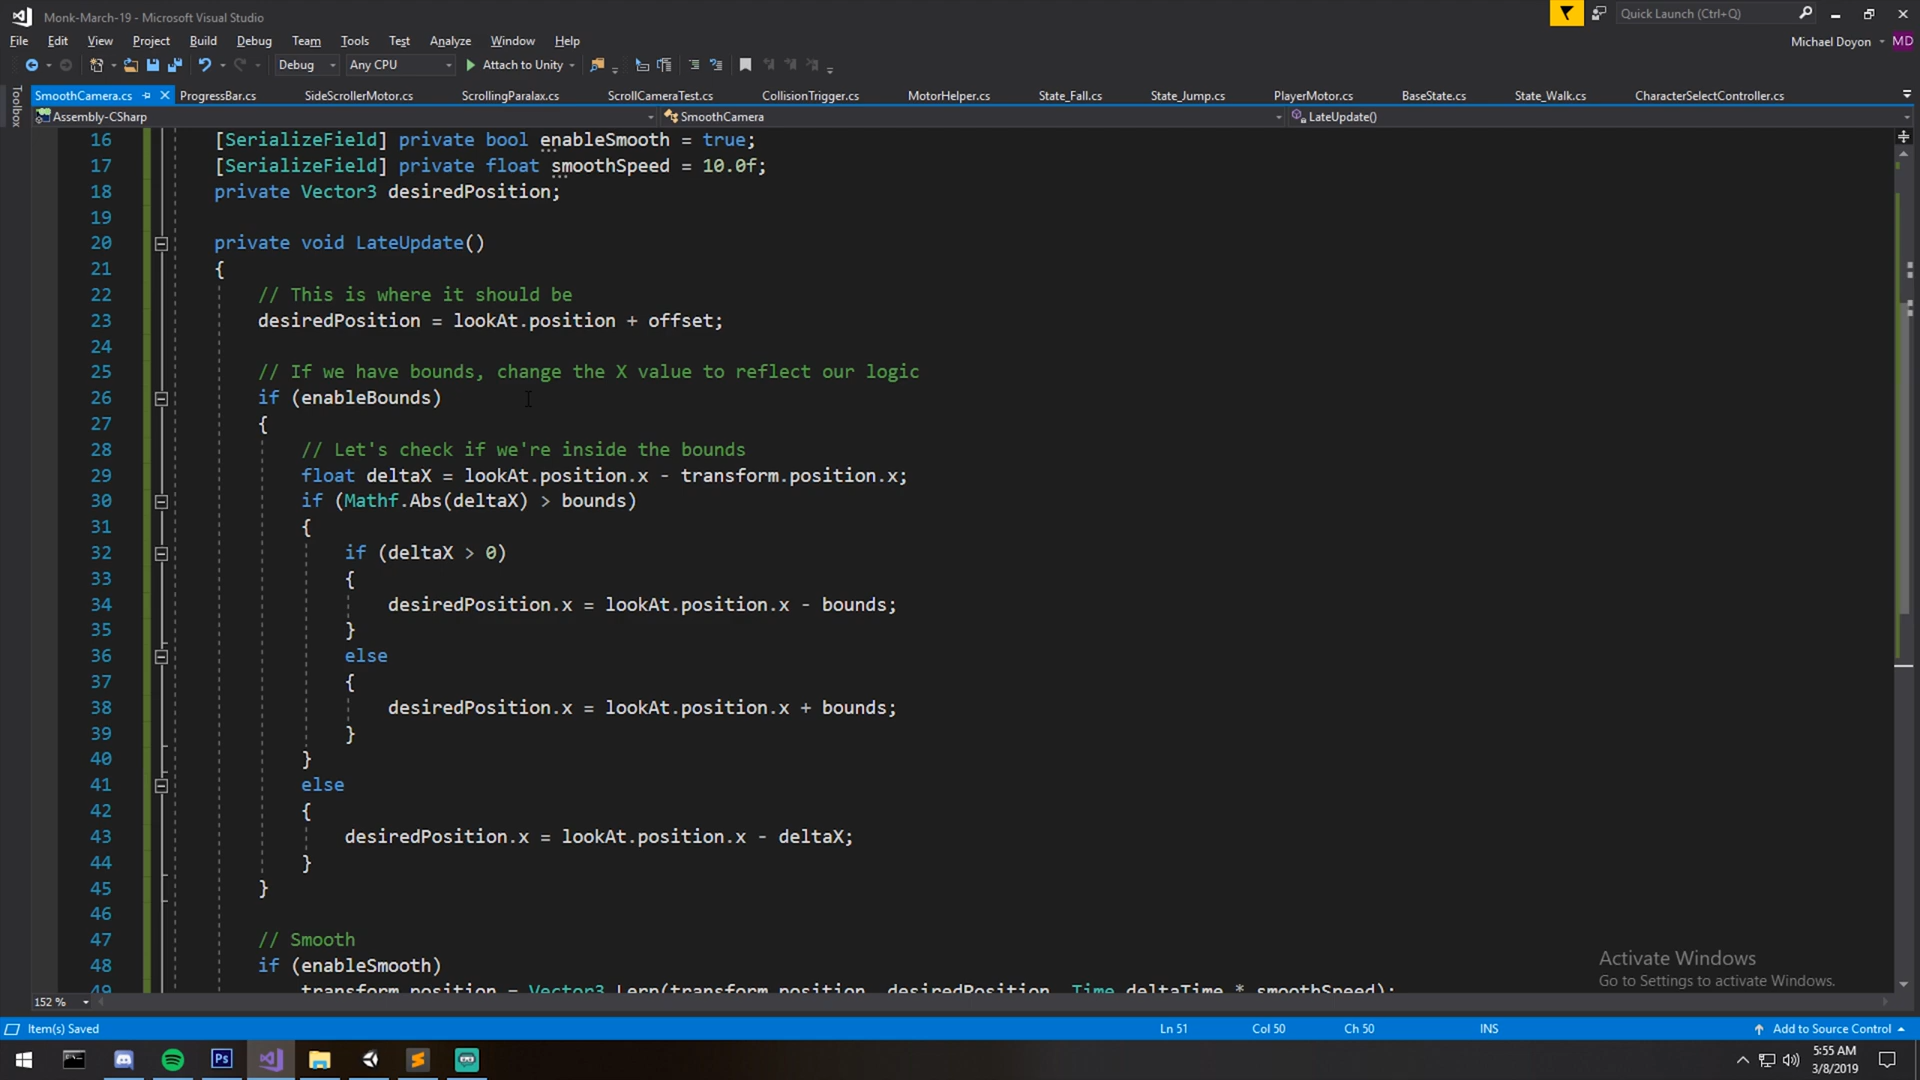 Monk-March-19 - Microsoft Visual Studio
Quick Launch (Ctrl+Q)
File Edit View Project Build Debug Team Tools Test Analyze Window Help
Michael Doyon MD
Debug Any CPU Attach to Unity
Toolbox
SmoothCamera.cs ProgressBar.cs SideScrollerMotor.cs ScrollingParalax.cs ScrollCameraTest.cs CollisionTrigger.cs MotorHelper.cs State_Fall.cs State_Jump.cs PlayerMotor.cs BaseState.cs State_Walk.cs CharacterSelectController.cs
Assembly-CSharp SmoothCamera LateUpdate()
16 [SerializeField] private bool enableSmooth = true;
17 [SerializeField] private float smoothSpeed = 10.0f;
18 private Vector3 desiredPosition;
19
20 private void LateUpdate()
21 {
22 // This is where it should be
23 desiredPosition = lookAt.position + offset;
24
25 // If we have bounds, change the X value to reflect our logic
26 if (enableBounds)
27 {
28 // Let's check if we're inside the bounds
29 float deltaX = lookAt.position.x - transform.position.x;
30 if (Mathf.Abs(deltaX) > bounds)
31 {
32 if (deltaX > 0)
33 {
34 desiredPosition.x = lookAt.position.x - bounds;
35 }
36 else
37 {
38 desiredPosition.x = lookAt.position.x + bounds;
39 }
40 }
41 else
42 {
43 desiredPosition.x = lookAt.position.x - deltaX;
44 }
45 }
46
47 // Smooth
48 if (enableSmooth)
49 transform.position = Vector3.Lerp(transform.position, desiredPosition, Time.deltaTime * smoothSpeed);
Activate Windows
Go to Settings to activate Windows.
152 %
Item(s) Saved Ln 51 Col 50 Ch 50 INS Add to Source Control
Ps
5:55 AM
3/8/2019